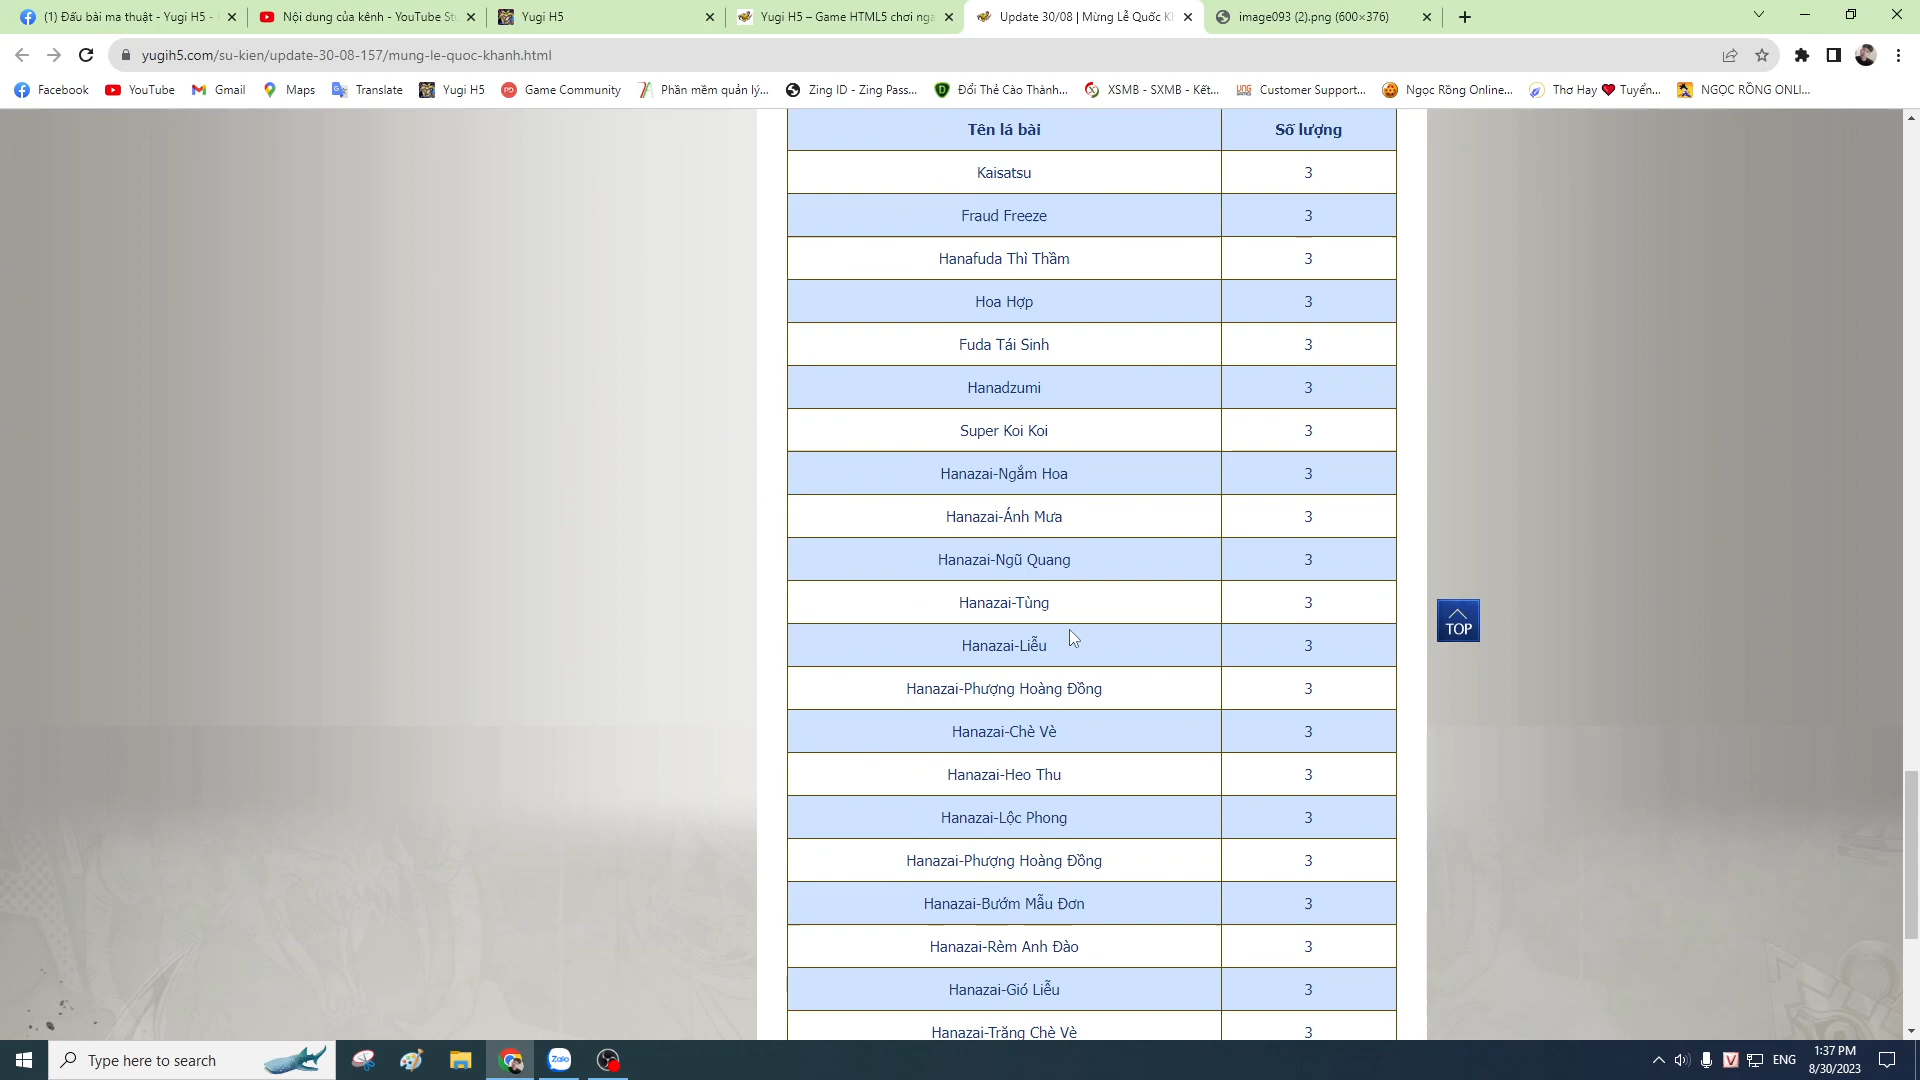 (1) Đấu bài ma thuật - Yugi H5 -
Nội dung của kênh - YouTube St
Yugi H5
Yugi H5 – Game HTML5 chơi nga
Update 30/08 | Mừng Lễ Quốc Kh
image093 (2).png (600×376)
yugih5.com/su-kien/update-30-08-157/mung-le-quoc-khanh.html
Facebook
YouTube
Gmail
Maps
Translate
Yugi H5
Game Community
Phần mềm quản lý...
Zing ID - Zing Pass...
Đổi Thẻ Cào Thành...
XSMB - SXMB - Kết...
Customer Support...
Ngọc Rồng Online...
Thơ Hay ❤ Tuyển...
NGỌC RỒNG ONLI...
Tên lá bài Số lượng
Kaisatsu 3
Fraud Freeze 3
Hanafuda Thì Thầm 3
Hoa Hợp 3
Fuda Tái Sinh 3
Hanadzumi 3
Super Koi Koi 3
Hanazai-Ngắm Hoa 3
Hanazai-Ánh Mưa 3
Hanazai-Ngũ Quang 3
Hanazai-Tùng 3
Hanazai-Liễu 3
Hanazai-Phượng Hoàng Đồng 3
Hanazai-Chè Vè 3
Hanazai-Heo Thu 3
Hanazai-Lộc Phong 3
Hanazai-Phượng Hoàng Đồng 3
Hanazai-Bướm Mẫu Đơn 3
Hanazai-Rèm Anh Đào 3
Hanazai-Gió Liễu 3
Hanazai-Trăng Chè Vè 3
TOP
Type here to search
Zalo
ENG
1:37 PM
8/30/2023